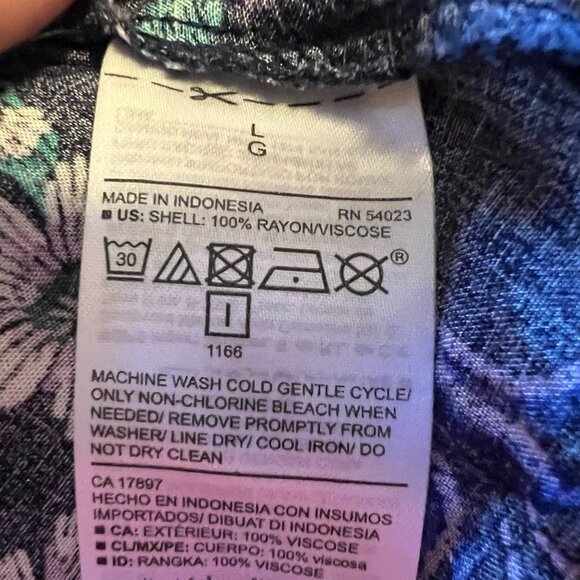 L
G
MADE IN INDONESIA RN 54023
US: SHELL: 100% RAYON/VISCOSE
30 ®
1166
MACHINE WASH COLD GENTLE CYCLE/
ONLY NON-CHLORINE BLEACH WHEN
NEEDED/ REMOVE PROMPTLY FROM
WASHER/ LINE DRY/ COOL IRON/ DO
NOT DRY CLEAN
CA 17897
HECHO EN INDONESIA CON INSUMOS
IMPORTADOS/ DIBUAT DI INDONESIA
CA: EXTÉRIEUR: 100% VISCOSE
CL/MX/PE: CUERPO: 100% viscosa
ID: RANGKA: 100% VISCOSE